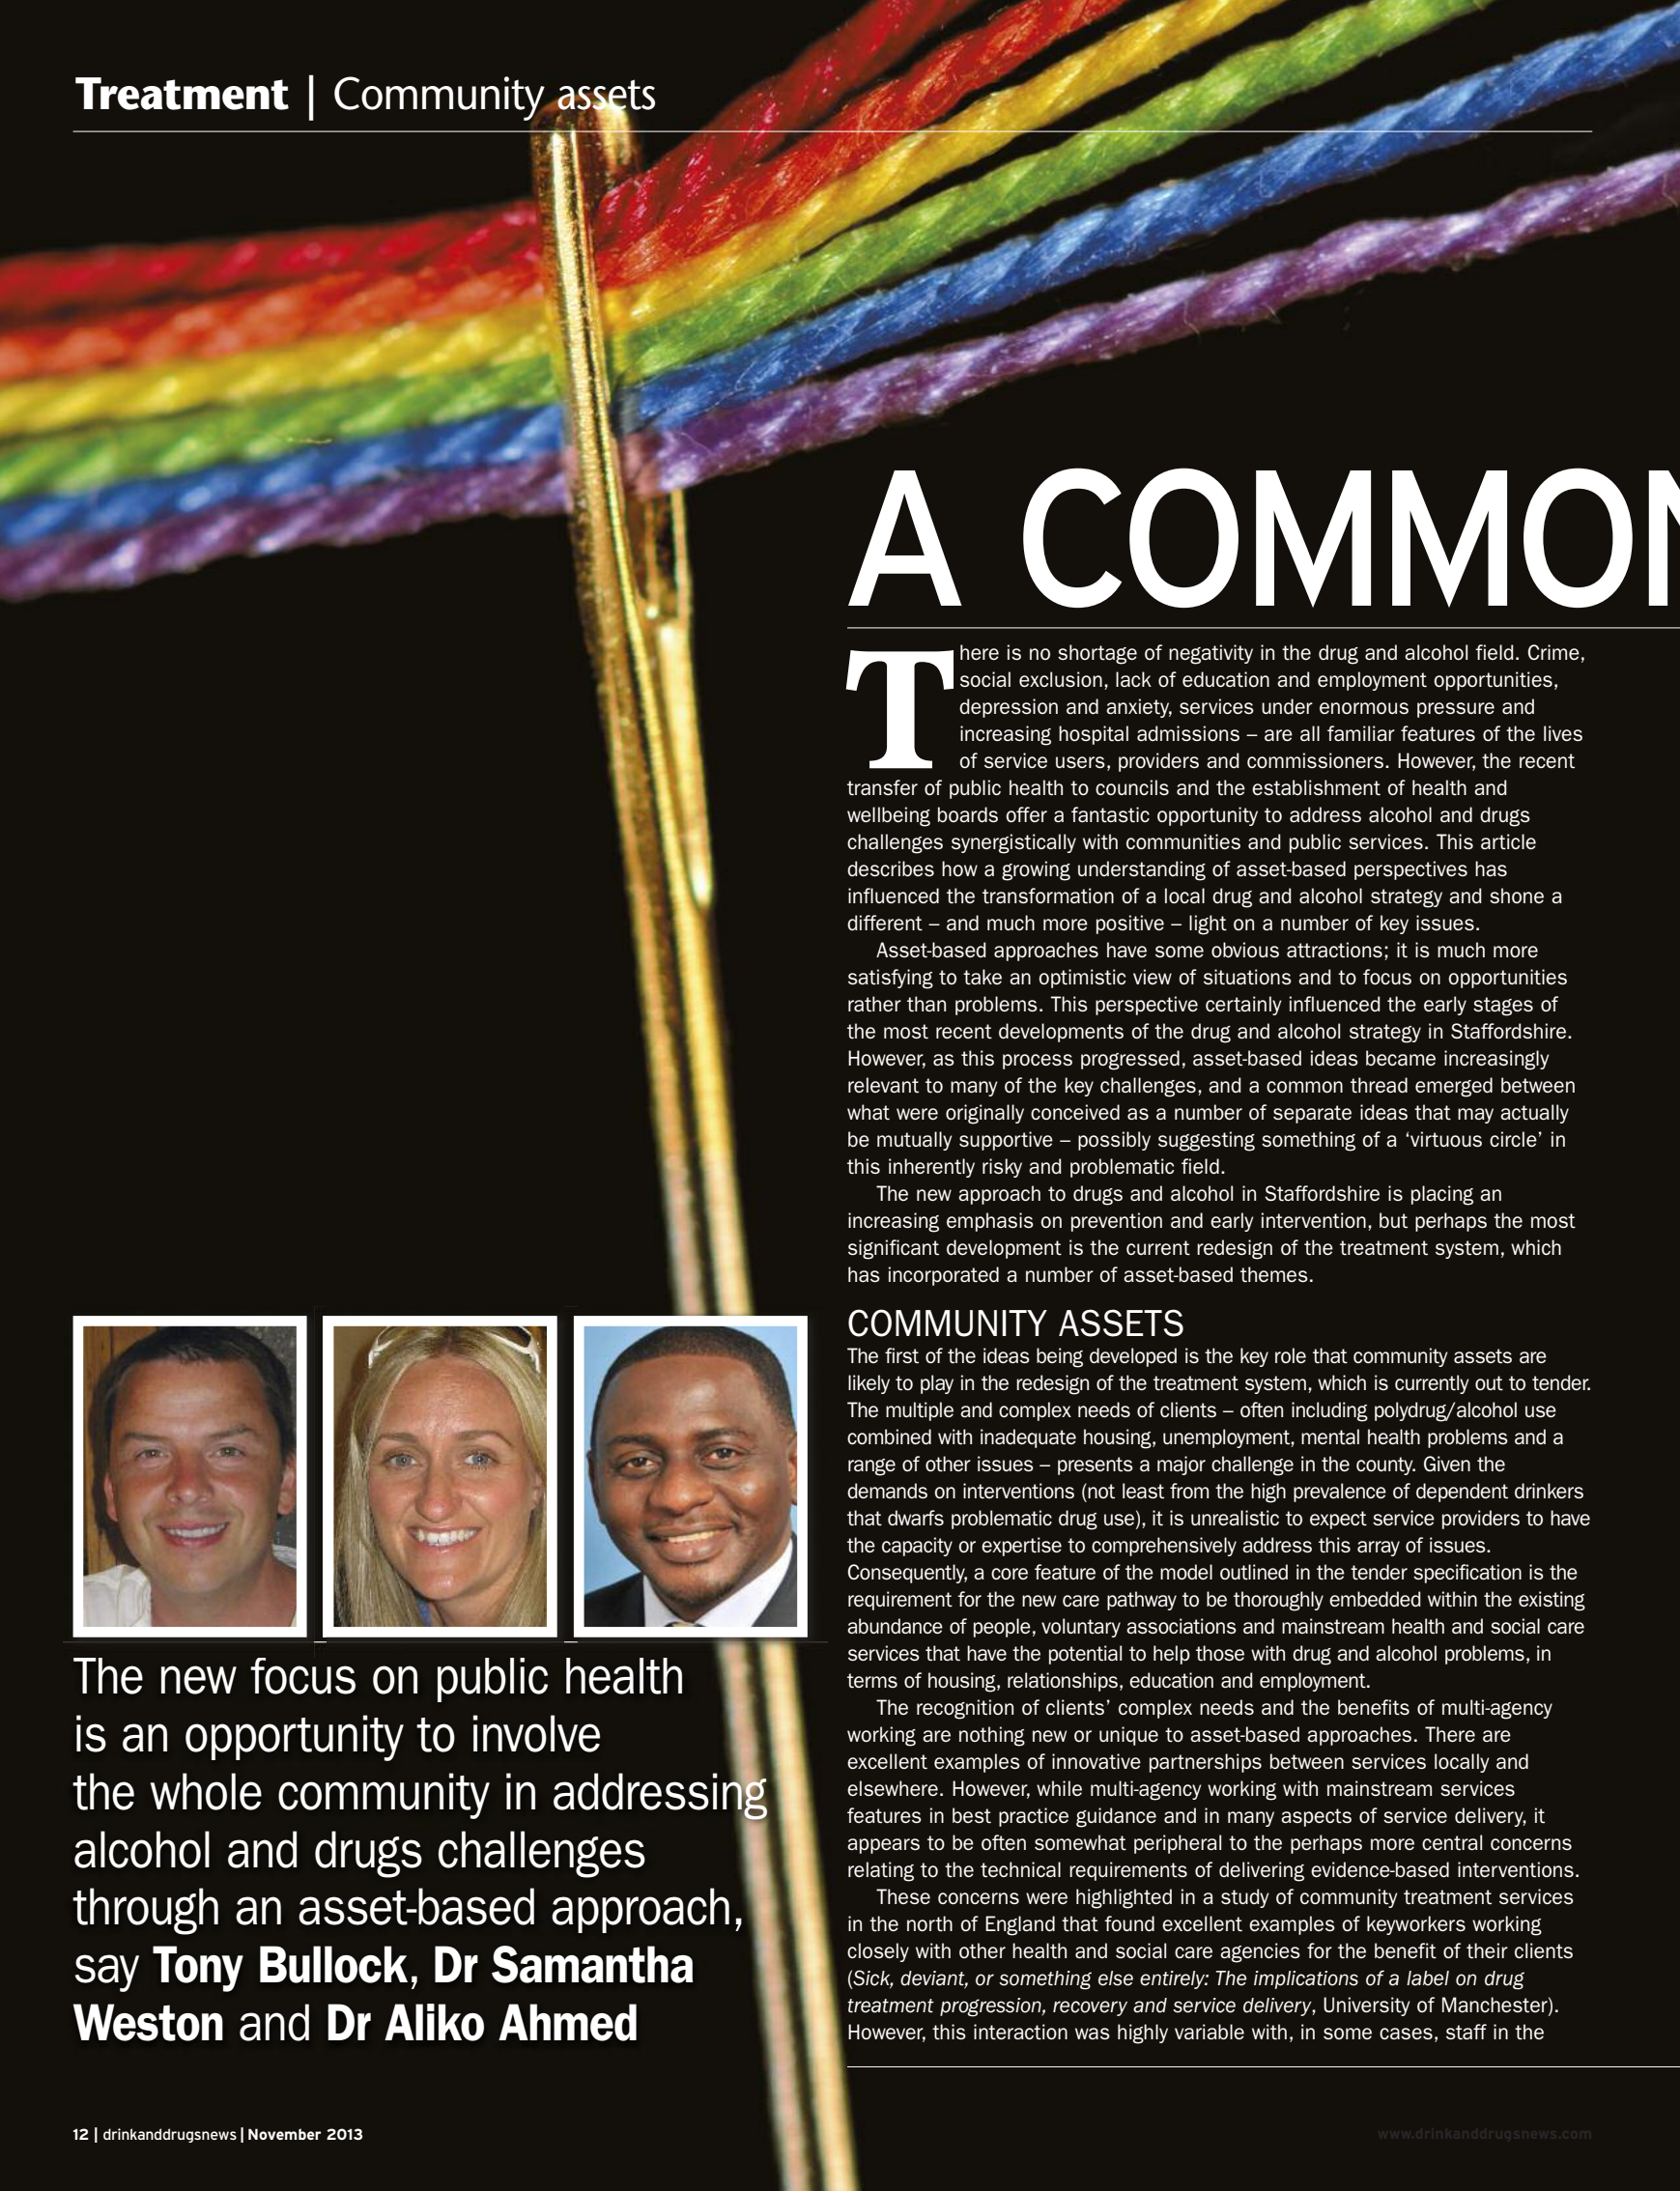 Treatment | Community assets
A COMMON
There is no shortage of negativity in the drug and alcohol field. Crime,
social exclusion, lack of education and employment opportunities,
depression and anxiety, services under enormous pressure and
increasing hospital admissions – are all familiar features of the lives
of service users, providers and commissioners. However, the recent
transfer of public health to councils and the establishment of health and
wellbeing boards offer a fantastic opportunity to address alcohol and drugs
challenges synergistically with communities and public services. This article
describes how a growing understanding of asset-based perspectives has
influenced the transformation of a local drug and alcohol strategy and shone a
different – and much more positive – light on a number of key issues.
Asset-based approaches have some obvious attractions; it is much more
satisfying to take an optimistic view of situations and to focus on opportunities
rather than problems. This perspective certainly influenced the early stages of
the most recent developments of the drug and alcohol strategy in Staffordshire.
However, as this process progressed, asset-based ideas became increasingly
relevant to many of the key challenges, and a common thread emerged between
what were originally conceived as a number of separate ideas that may actually
be mutually supportive – possibly suggesting something of a ‘virtuous circle’ in
this inherently risky and problematic field.
The new approach to drugs and alcohol in Staffordshire is placing an
increasing emphasis on prevention and early intervention, but perhaps the most
significant development is the current redesign of the treatment system, which
has incorporated a number of asset-based themes.
COMMUNITY ASSETS
The first of the ideas being developed is the key role that community assets are
likely to play in the redesign of the treatment system, which is currently out to tender.
The multiple and complex needs of clients – often including polydrug/alcohol use
combined with inadequate housing, unemployment, mental health problems and a
range of other issues – presents a major challenge in the county. Given the
demands on interventions (not least from the high prevalence of dependent drinkers
that dwarfs problematic drug use), it is unrealistic to expect service providers to have
the capacity or expertise to comprehensively address this array of issues.
Consequently, a core feature of the model outlined in the tender specification is the
requirement for the new care pathway to be thoroughly embedded within the existing
abundance of people, voluntary associations and mainstream health and social care
services that have the potential to help those with drug and alcohol problems, in
terms of housing, relationships, education and employment.
The recognition of clients’ complex needs and the benefits of multi-agency
working are nothing new or unique to asset-based approaches. There are
excellent examples of innovative partnerships between services locally and
elsewhere. However, while multi-agency working with mainstream services
features in best practice guidance and in many aspects of service delivery, it
appears to be often somewhat peripheral to the perhaps more central concerns
relating to the technical requirements of delivering evidence-based interventions.
These concerns were highlighted in a study of community treatment services
in the north of England that found excellent examples of keyworkers working
closely with other health and social care agencies for the benefit of their clients
(Sick, deviant, or something else entirely: The implications of a label on drug
treatment progression, recovery and service delivery, University of Manchester).
However, this interaction was highly variable with, in some cases, staff in the
The new focus on public health
is an opportunity to involve
the whole community in addressing
alcohol and drugs challenges
through an asset-based approach,
say Tony Bullock, Dr Samantha
Weston and Dr Aliko Ahmed
12 | drinkanddrugsnews | November 2013
www.drinkanddrugsnews.com